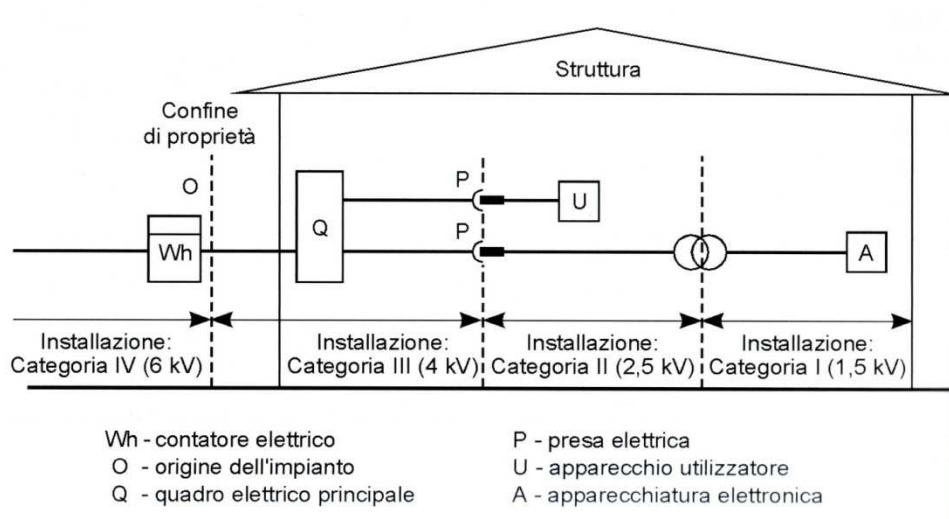 Struttura
Confine
di proprietà
O
P
U
Q
P
Wh
A
Installazione:
Categoria IV (6 kV)
Installazione:
Categoria III (4 kV)
Installazione:
Categoria II (2,5 kV)
Installazione:
Categoria I (1,5 kV)
Wh - contatore elettrico
O - origine dell'impianto
Q - quadro elettrico principale
P - presa elettrica
U - apparecchio utilizzatore
A - apparecchiatura elettronica